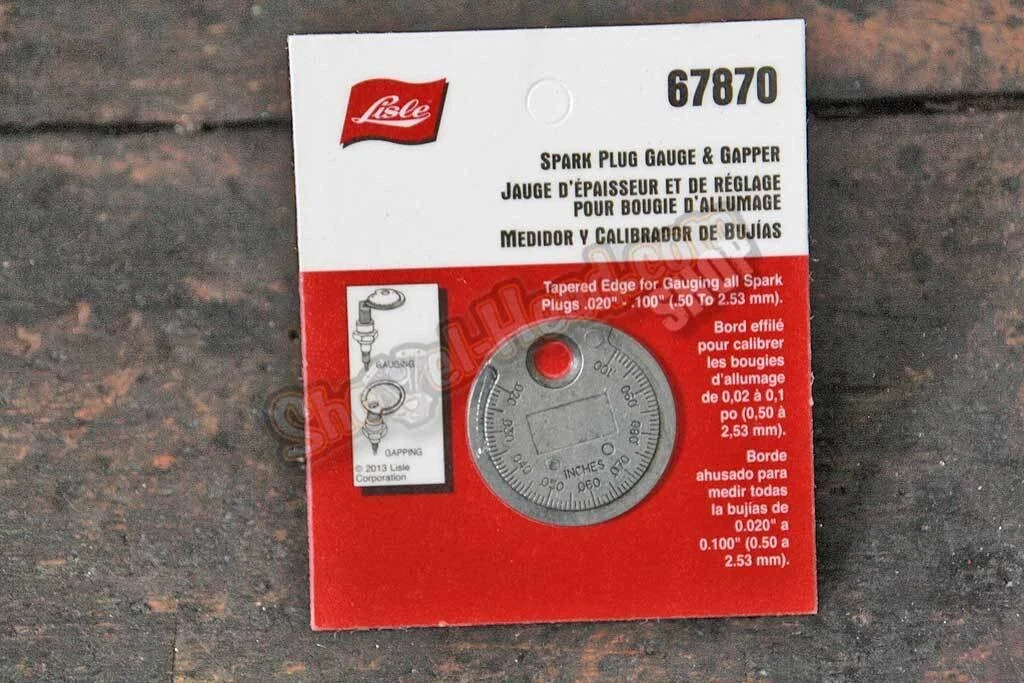 Lisle
67870
SPARK PLUG GAUGE & GAPPER
JAUGE D'ÉPAISSEUR ET DE RÉGLAGE
POUR BOUGIE D'ALLUMAGE
MEDIDOR Y CALIBRADOR DE BUJÍAS
Tapered Edge for Gauging all Spark
Plugs .020" - .100" (.50 To 2.53 mm).
Bord effilé
pour calibrer
les bougies
d'allumage
de 0,02 à 0,1
po (0,50 à
2,53 mm).
Borde
ahusado para
medir todas
la bujías de
0.020" a
0.100" (0.50 a
2.53 mm).
GAUGING
GAPPING
© 2013 Lisle
Corporation
.020
.030
.040
.050
.060
.070
.080
.090
.100
INCHES
Shovel-Head.com
SHOP